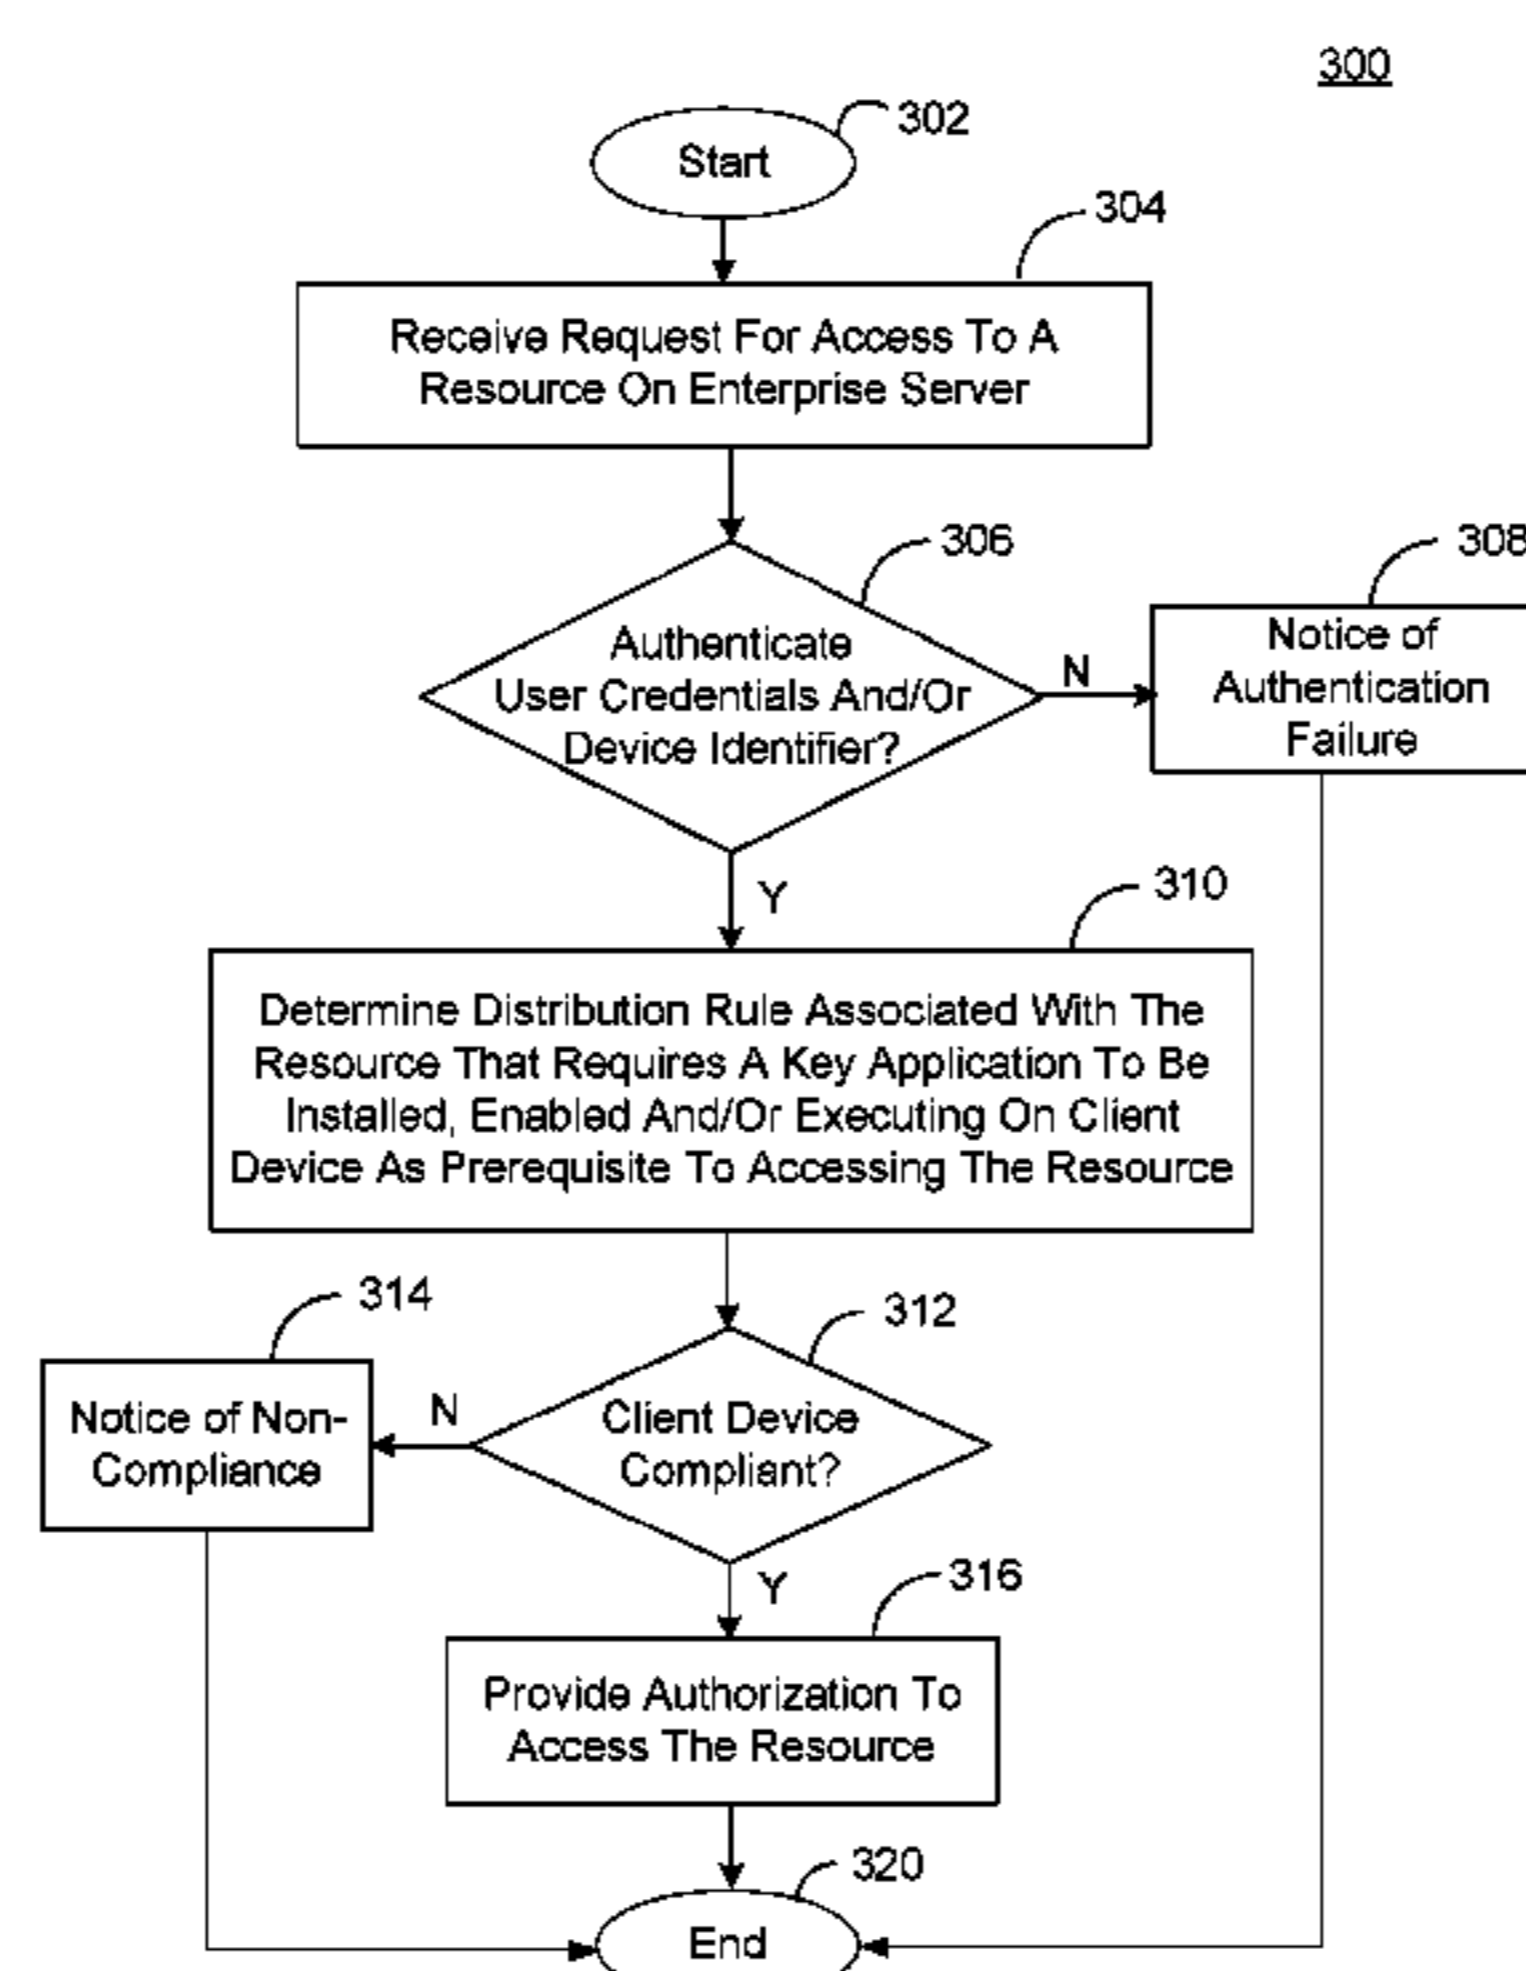 300
302
Start
304
Receive Request For Access To A
Resource On Enterprise Server
306
308
Authenticate
User Credentials And/Or
Device Identifier?
N
Notice of
Authentication
Failure
Y
310
Determine Distribution Rule Associated With The
Resource That Requires A Key Application To Be
Installed, Enabled And/Or Executing On Client
Device As Prerequisite To Accessing The Resource
314
312
Notice of Non-
Compliance
N
Client Device
Compliant?
Y
316
Provide Authorization To
Access The Resource
320
End